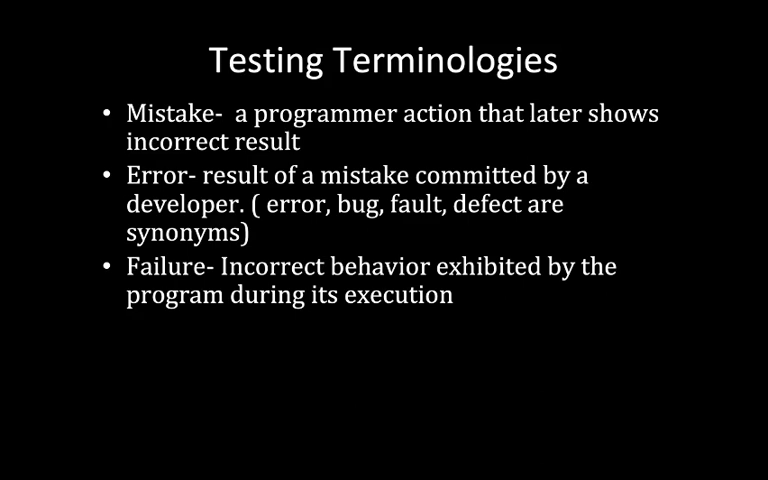 Testing Terminologies
• Mistake-  a programmer action that later shows
incorrect result
• Error- result of a mistake committed by a
developer. ( error, bug, fault, defect are
synonyms)
• Failure- Incorrect behavior exhibited by the
program during its execution